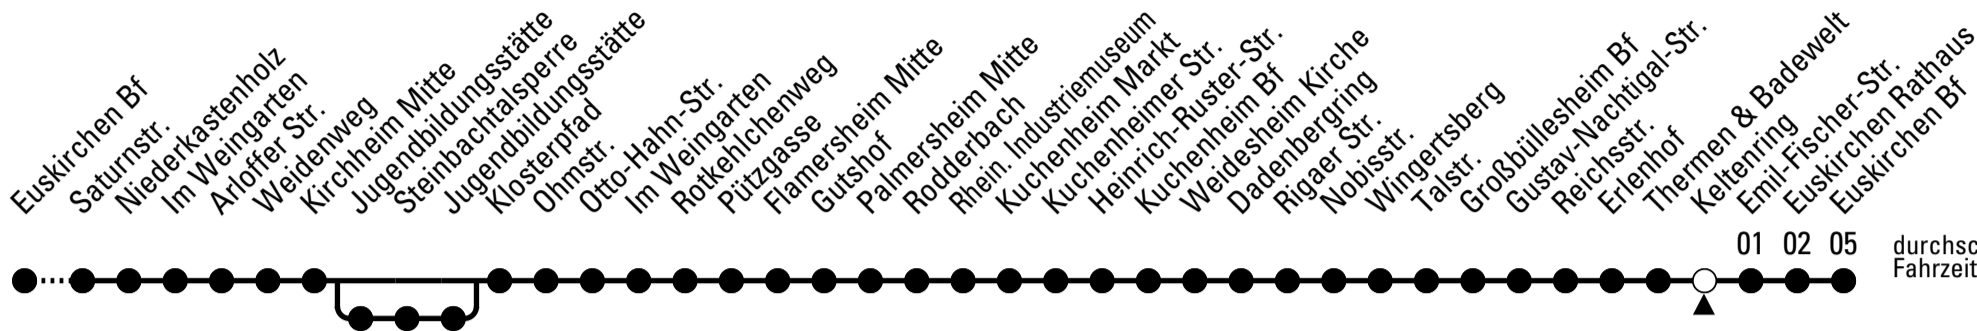 Euskirchen Bf
Saturnstr.
Niederkastenholz
Im Weingarten
Arloffer Str.
Weidenweg
Kirchheim Mitte
Jugendbildungsstätte
Steinbachtalsperre
Jugendbildungsstätte
Klosterpfad
Ohmstr.
Otto-Hahn-Str.
Im Weingarten
Rotkehlchenweg
Pützgasse
Flamersheim Mitte
Gutshof
Palmersheim Mitte
Rodderbach
Rhein. Industriemuseum
Kuchenheim Markt
Kuchenheimer Str.
Heinrich-Ruster-Str.
Kuchenheim Bf
Weidesheim Kirche
Dadenbergring
Rigaer Str.
Nobisstr.
Wingertsberg
Talstr.
Großbüllesheim Bf
Gustav-Nachtigal-Str.
Reichsstr.
Erlenhof
Thermen & Badewelt
Keltenring
Emil-Fischer-Str.
Euskirchen Rathaus
Euskirchen Bf
01 02 05
durchsc
Fahrzeit